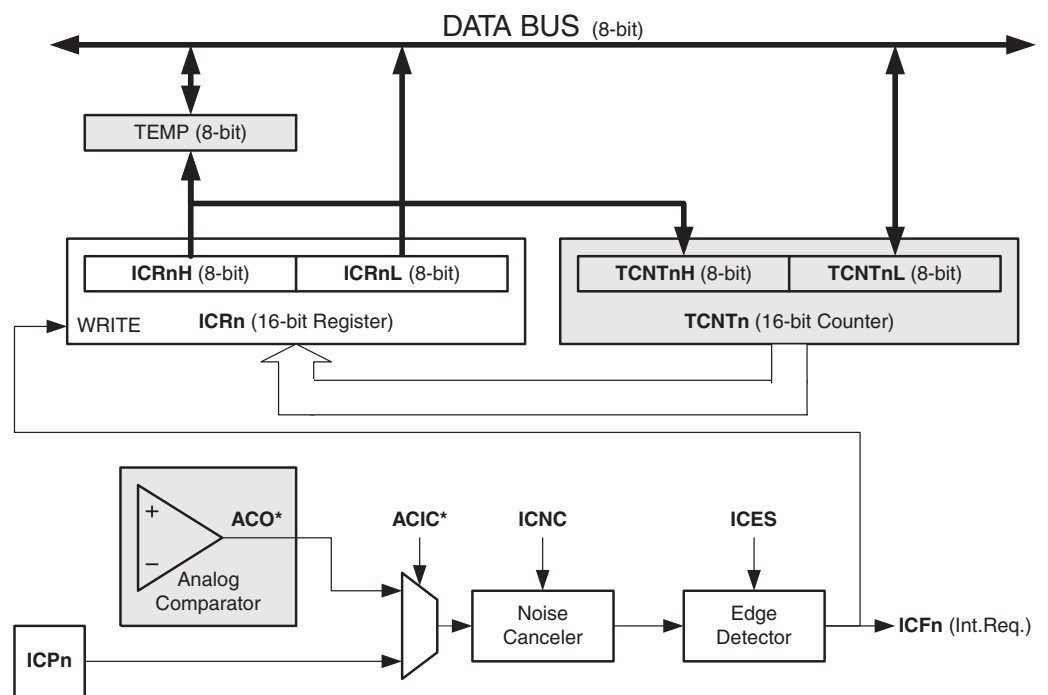 DATA BUS (8-bit)
TEMP (8-bit)
ICRnH (8-bit) ICRnL (8-bit) TCNTnH (8-bit) TCNTnL (8-bit)
WRITE ICRn (16-bit Register) TCNTn (16-bit Counter)
+ ACO* ACIC* ICNC ICES
−
Analog
Comparator
Noise
Canceler
Edge
Detector
ICFn (Int.Req.)
ICPn